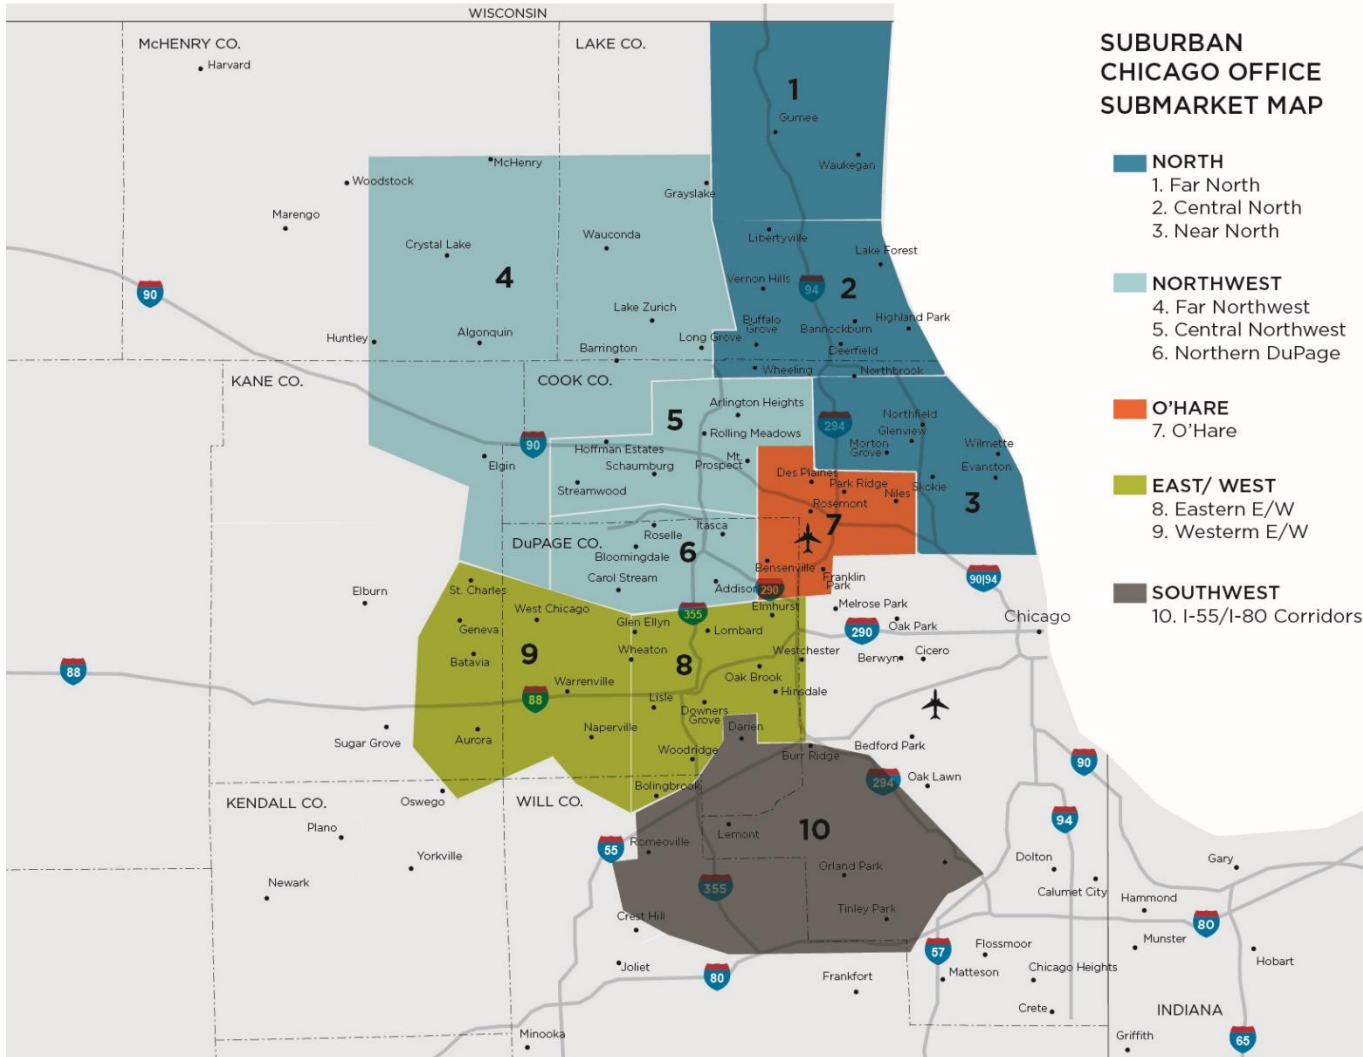 WISCONSIN
McHENRY CO.
LAKE CO.
Harvard
1
Gurnee
Waukegan
McHenry
Woodstock
Grayslake
Marengo
Crystal Lake
Wauconda
Libertyville
Lake Forest
4
Vernon Hills
94
2
90
Lake Zurich
Buffalo
Grove
Bannockburn
Highland Park
Huntley
Algonquin
Barrington
Long Grove
Deerfield
Wheeling
Northbrook
KANE CO.
COOK CO.
Arlington Heights
5
Rolling Meadows
294
Northfield
Glenview
90
Hoffman Estates
Morton
Grove
Wilmette
Elgin
Schaumburg
Mt
Prospect
Des Plaines
Evanston
Streamwood
Park Ridge
Niles
Skokie
Rosemont
3
7
DuPAGE CO.
Roselle
Itasca
Bloomingdale
6
Bensenville
Carol Stream
Addison
Franklin
Park
290
90|94
Elburn
St. Charles
West Chicago
Glen Ellyn
355
Elmhurst
Melrose Park
Oak Park
Chicago
Geneva
Lombard
290
Batavia
9
Wheaton
8
Westchester
Berwyn
Cicero
88
Warrenville
88
Oak Brook
Hinsdale
Lisle
Downers
Grove
Sugar Grove
Aurora
Naperville
Darien
Woodridge
Burr Ridge
Bedford Park
90
KENDALL CO.
Oswego
WILL CO.
Bolingbrook
294
Oak Lawn
Plano
Lemont
10
94
Yorkville
55
Romeoville
Orland Park
Dolton
Gary
Newark
355
Calumet City
Hammond
Crest Hill
Tinley Park
80
57
Flossmoor
Munster
Hobart
Joliet
80
Frankfort
Matteson
Chicago Heights
Crete
INDIANA
Minooka
Griffith
65
SUBURBAN
CHICAGO OFFICE
SUBMARKET MAP
NORTH
1. Far North
2. Central North
3. Near North
NORTHWEST
4. Far Northwest
5. Central Northwest
6. Northern DuPage
O'HARE
7. O'Hare
EAST/ WEST
8. Eastern E/W
9. Westerm E/W
SOUTHWEST
10. I-55/I-80 Corridors